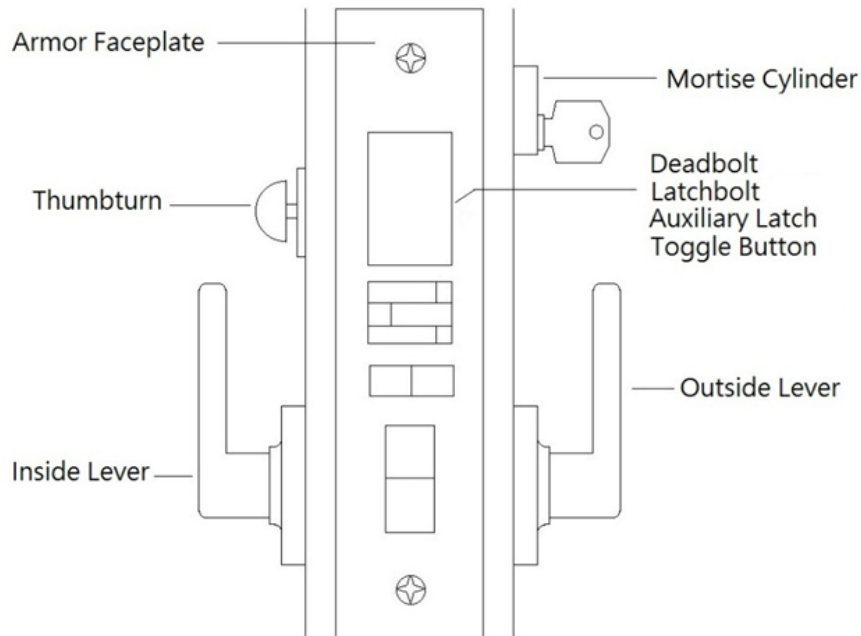 Armor Faceplate
Mortise Cylinder
Deadbolt
Latchbolt
Auxiliary Latch
Toggle Button
Thumbturn
Outside Lever
Inside Lever